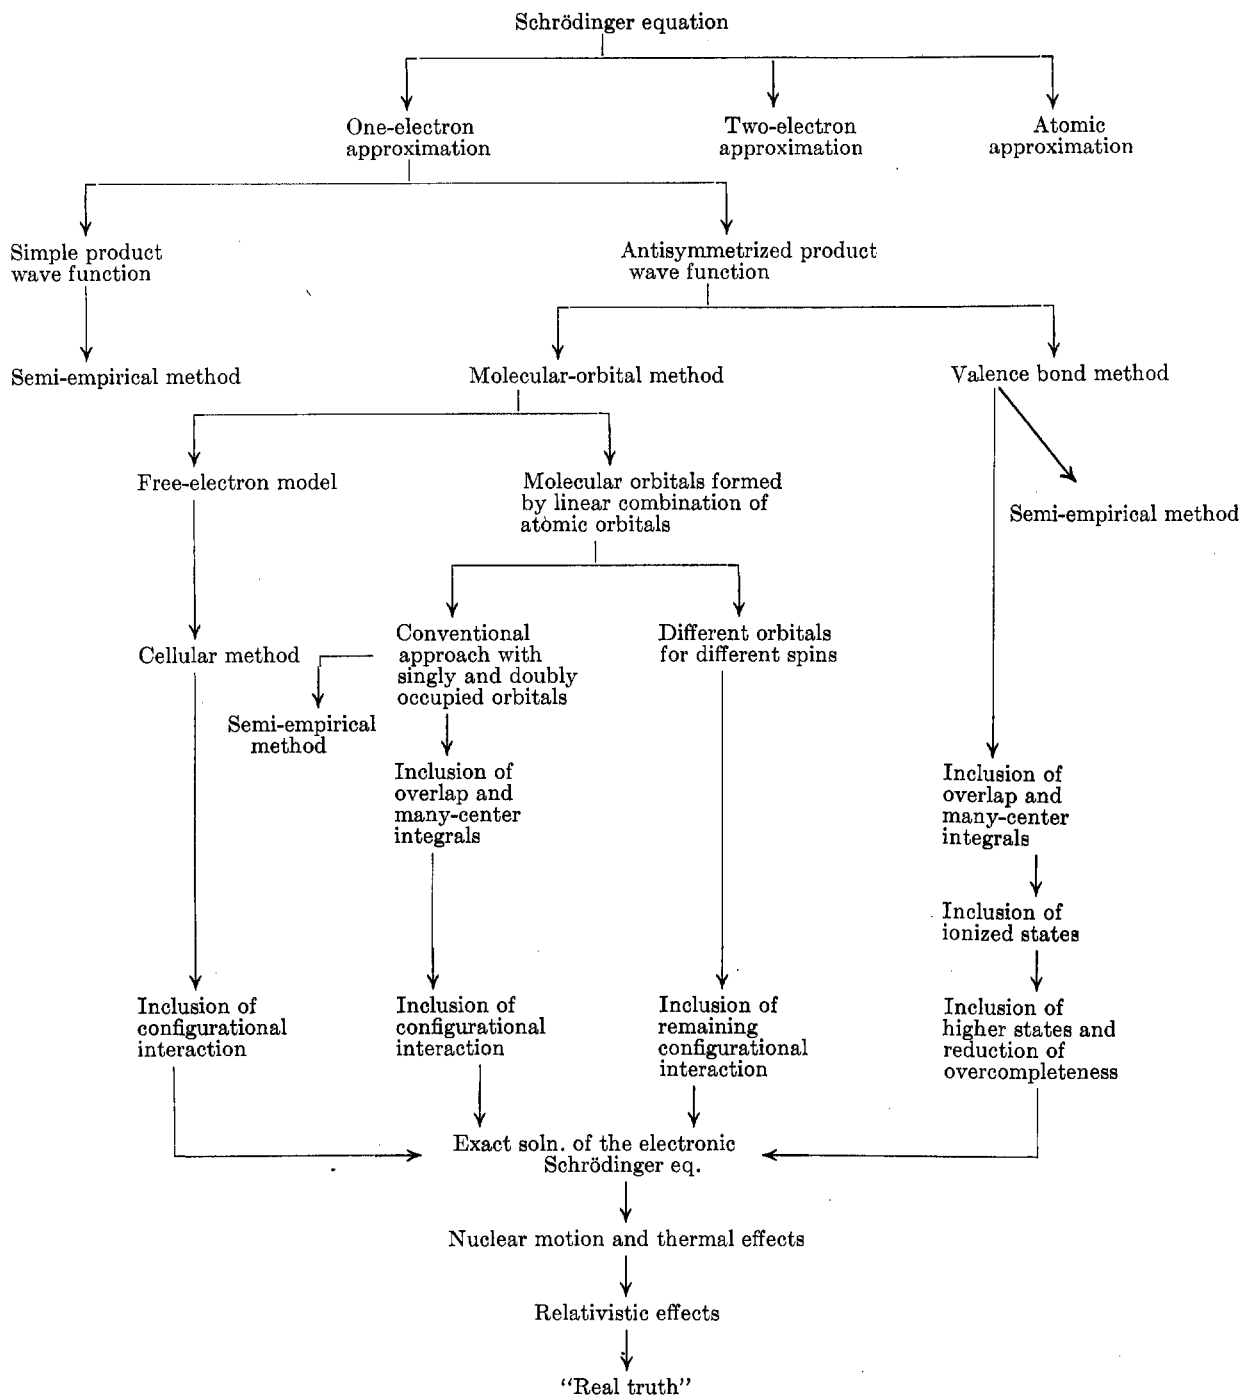 Schrödinger equation
One-electron
approximation
Two-electron
approximation
Atomic
approximation
Simple product
wave function
Antisymmetrized product
wave function
Semi-empirical method
Molecular-orbital method
Valence bond method
Free-electron model
Molecular orbitals formed
by linear combination of
atomic orbitals
Semi-empirical method
Cellular method
Conventional
approach with
singly and doubly
occupied orbitals
Different orbitals
for different spins
Semi-empirical
method
Inclusion of
overlap and
many-center
integrals
Inclusion of
overlap and
many-center
integrals
Inclusion of
ionized states
Inclusion of
configurational
interaction
Inclusion of
configurational
interaction
Inclusion of
remaining
configurational
interaction
Inclusion of
higher states and
reduction of
overcompleteness
Exact soln. of the electronic
Schrödinger eq.
Nuclear motion and thermal effects
Relativistic effects
“Real truth”